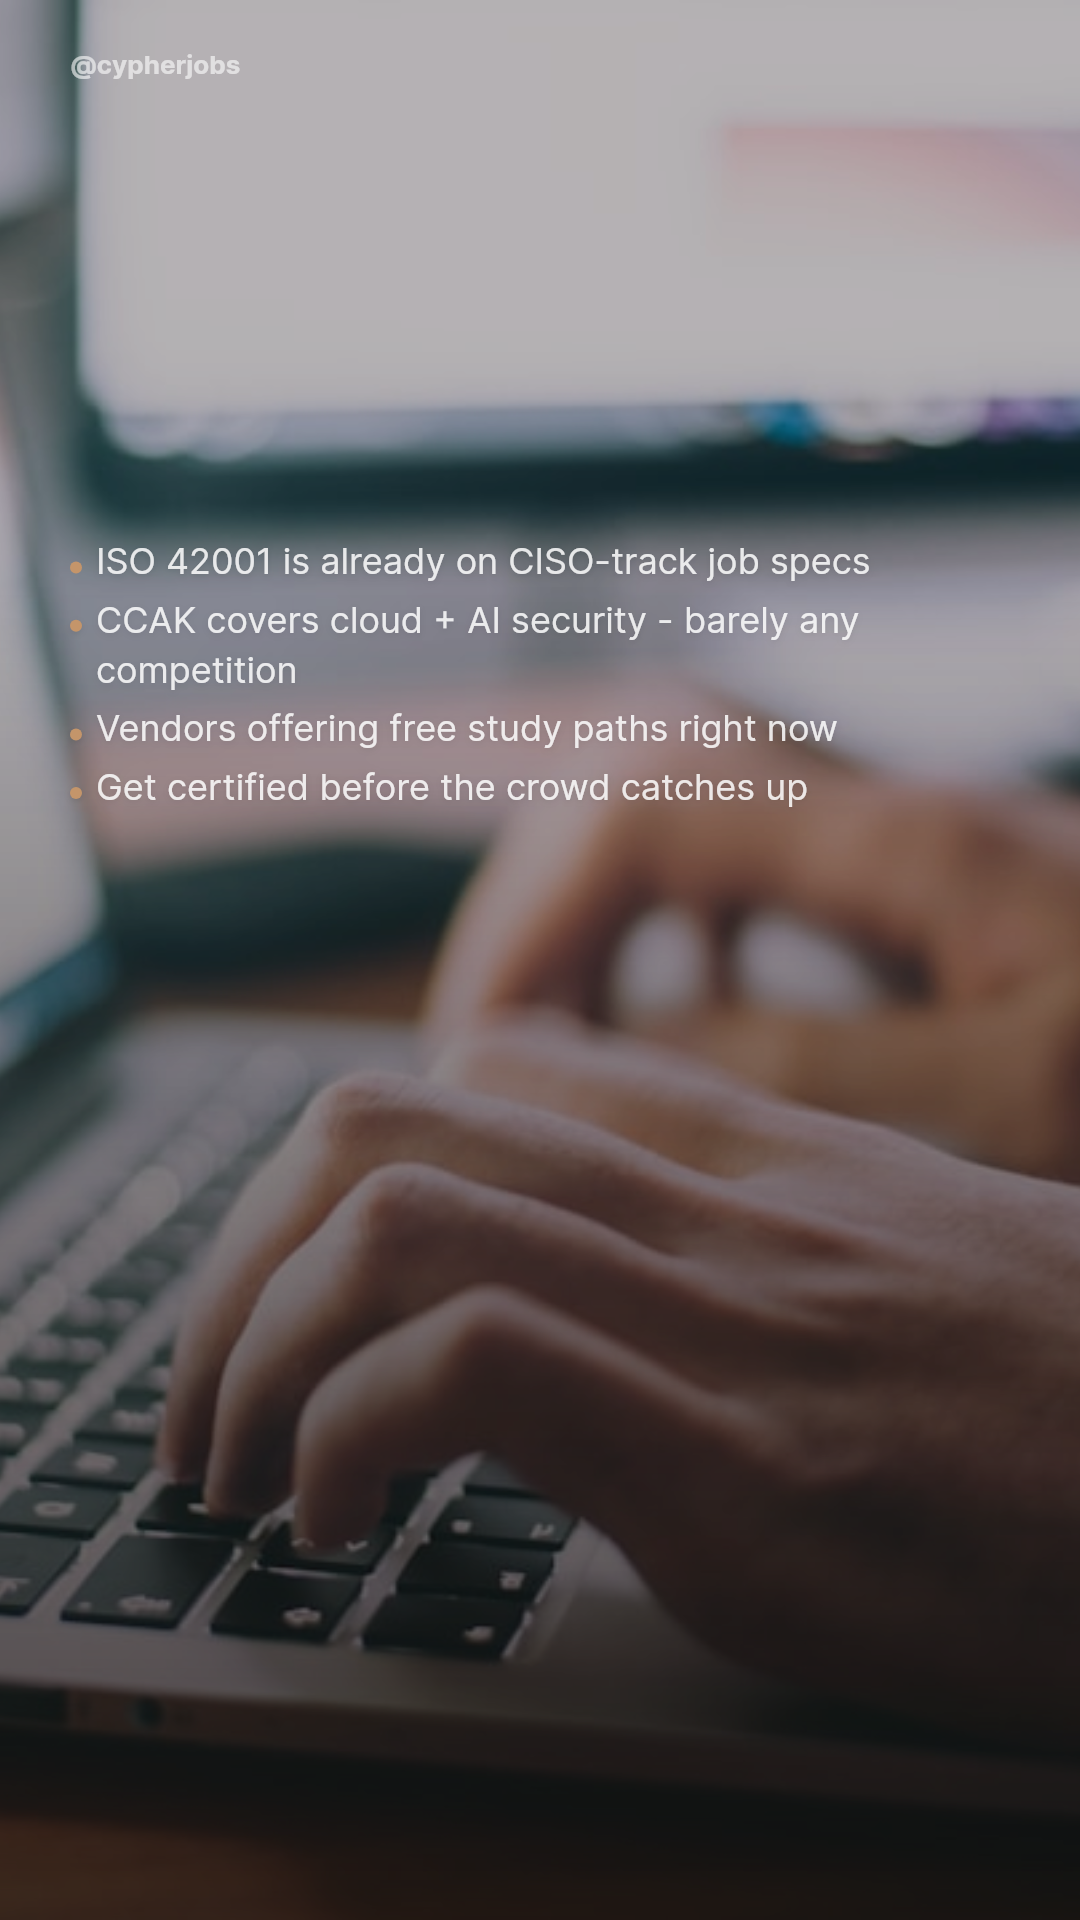 @cypherjobs
ISO 42001 is already on CISO-track job specs
CCAK covers cloud + AI security - barely any
competition
Vendors offering free study paths right now
Get certified before the crowd catches up